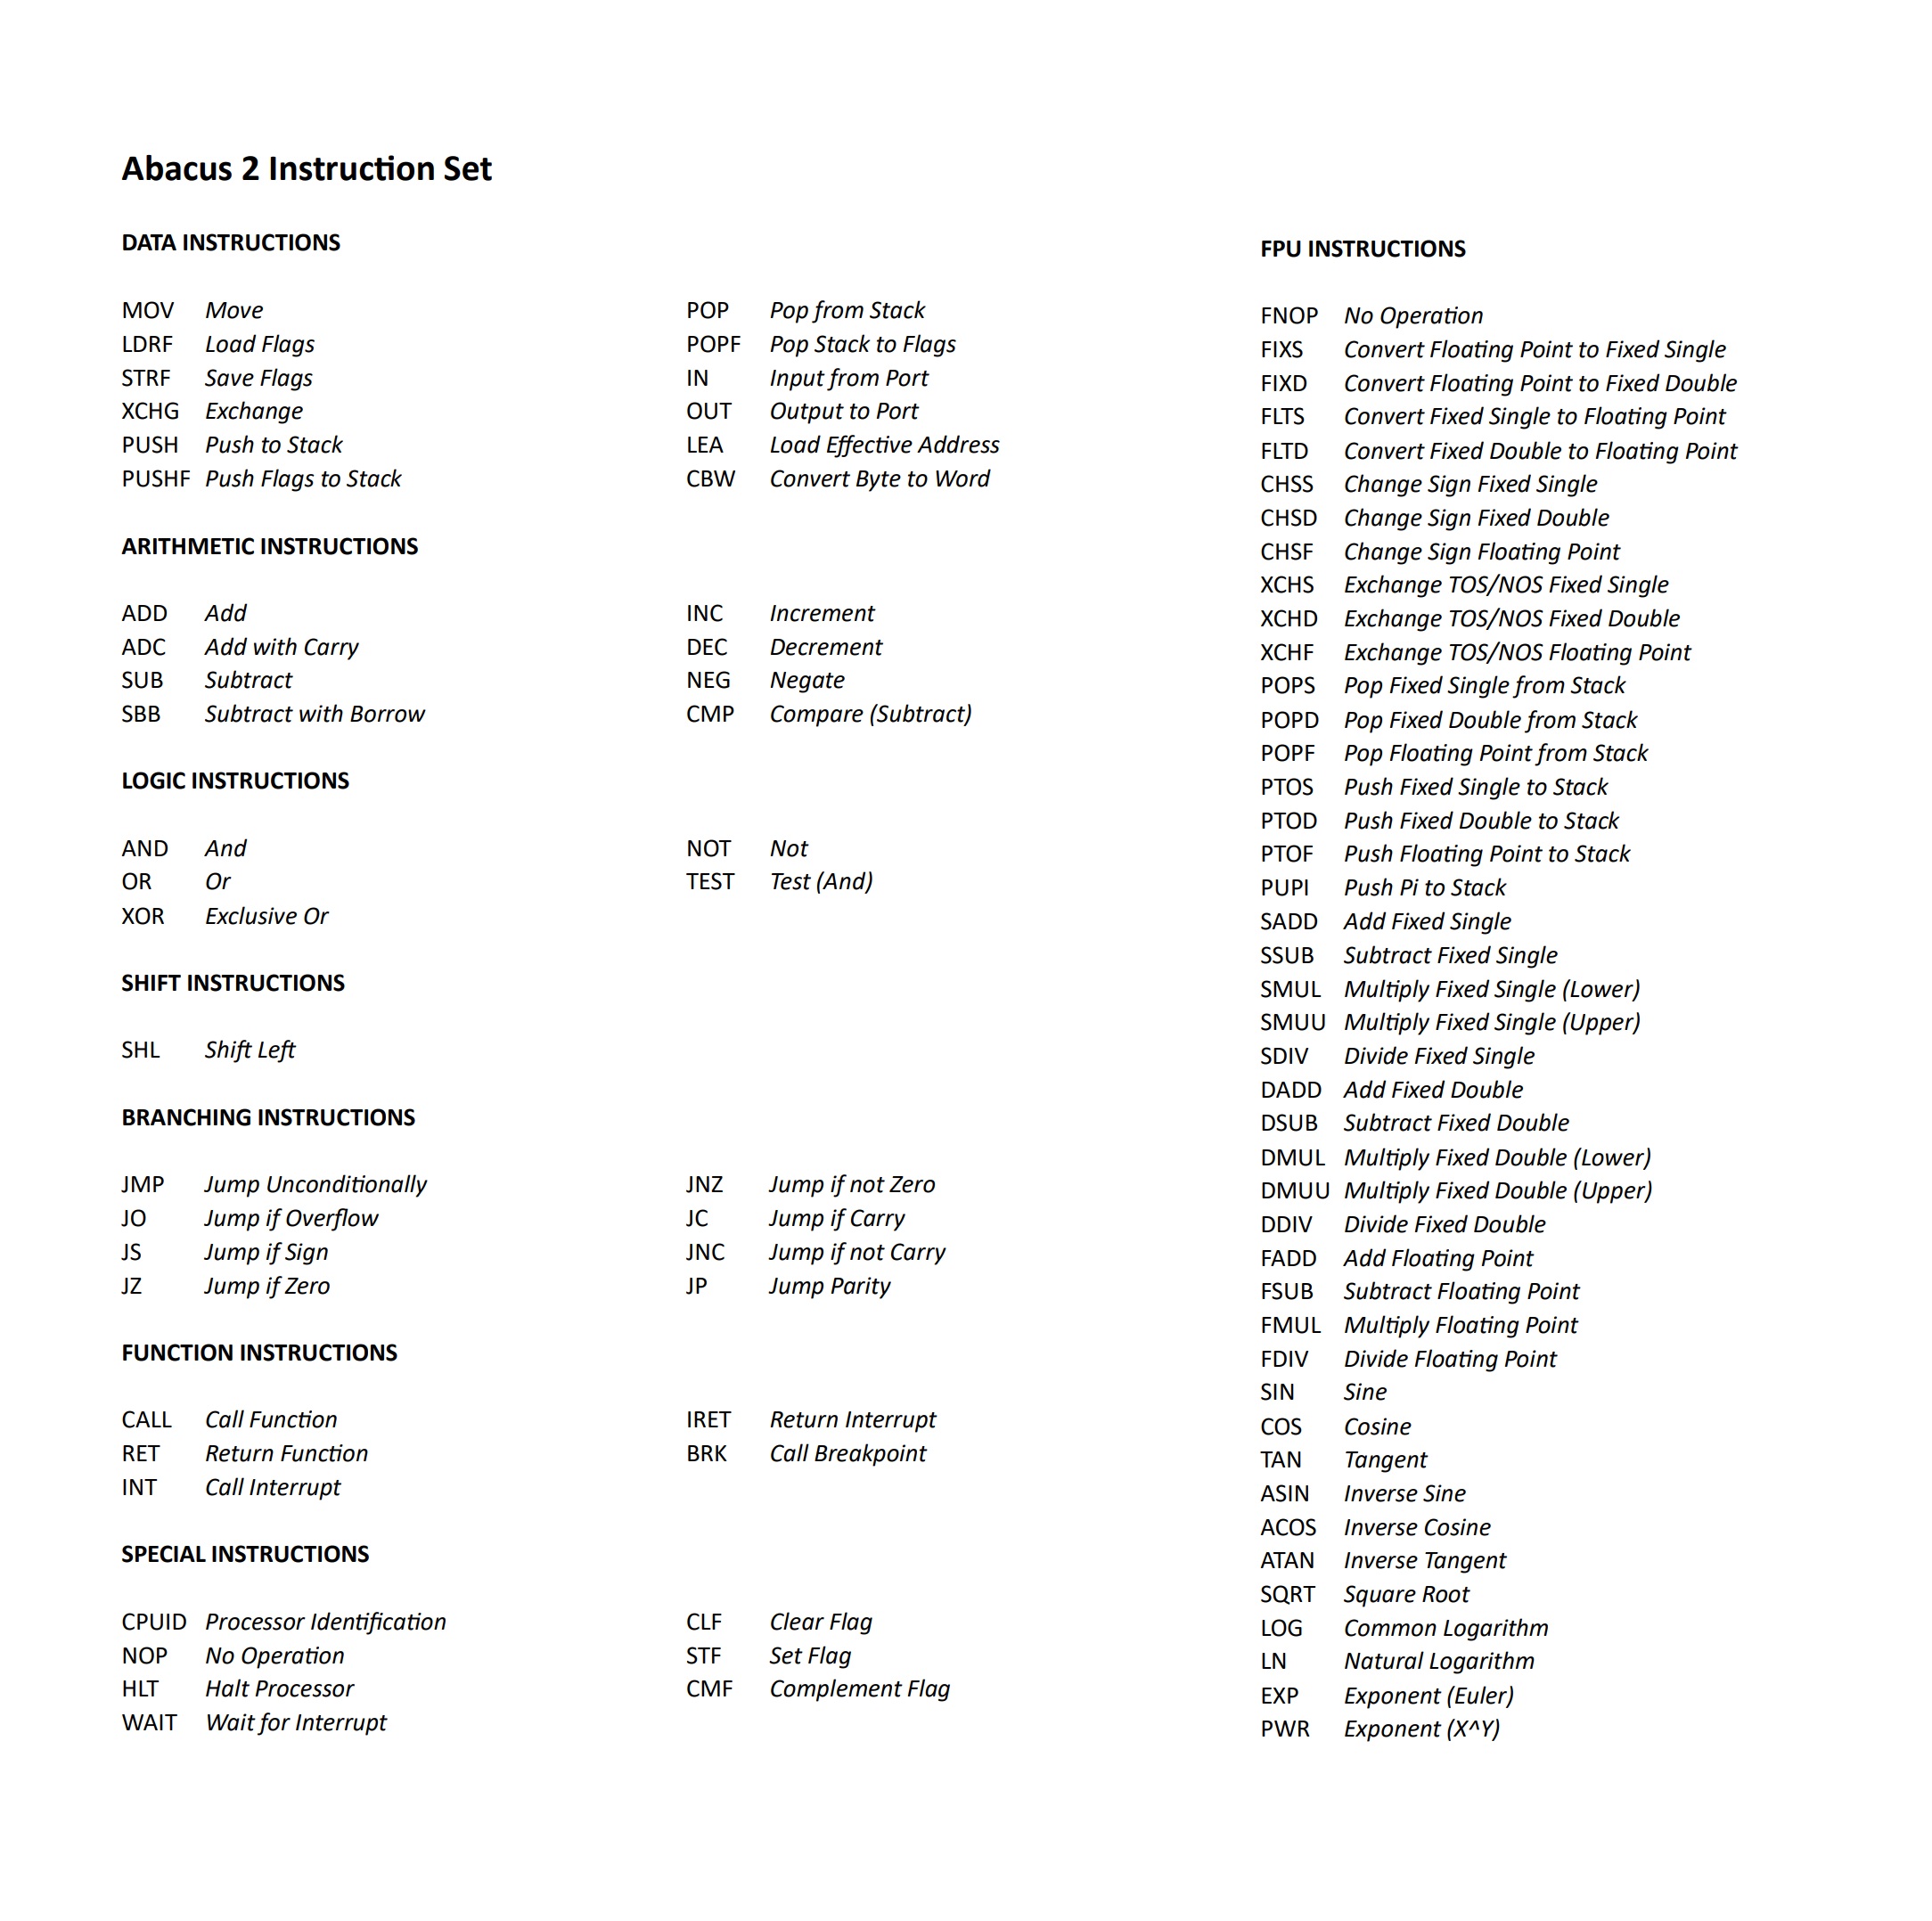 Abacus 2 Instruction Set
DATA INSTRUCTIONS
MOV Move
LDRF Load Flags
STRF Save Flags
XCHG Exchange
PUSH Push to Stack
PUSHF Push Flags to Stack
POP Pop from Stack
POPF Pop Stack to Flags
IN Input from Port
OUT Output to Port
LEA Load Effective Address
CBW Convert Byte to Word
ARITHMETIC INSTRUCTIONS
ADD Add
ADC Add with Carry
SUB Subtract
SBB Subtract with Borrow
INC Increment
DEC Decrement
NEG Negate
CMP Compare (Subtract)
LOGIC INSTRUCTIONS
AND And
OR Or
XOR Exclusive Or
NOT Not
TEST Test (And)
SHIFT INSTRUCTIONS
SHL Shift Left
BRANCHING INSTRUCTIONS
JMP Jump Unconditionally
JO Jump if Overflow
JS Jump if Sign
JZ Jump if Zero
JNZ Jump if not Zero
JC Jump if Carry
JNC Jump if not Carry
JP Jump Parity
FUNCTION INSTRUCTIONS
CALL Call Function
RET Return Function
INT Call Interrupt
IRET Return Interrupt
BRK Call Breakpoint
SPECIAL INSTRUCTIONS
CPUID Processor Identification
NOP No Operation
HLT Halt Processor
WAIT Wait for Interrupt
CLF Clear Flag
STF Set Flag
CMF Complement Flag
FPU INSTRUCTIONS
FNOP No Operation
FIXS Convert Floating Point to Fixed Single
FIXD Convert Floating Point to Fixed Double
FLTS Convert Fixed Single to Floating Point
FLTD Convert Fixed Double to Floating Point
CHSS Change Sign Fixed Single
CHSD Change Sign Fixed Double
CHSF Change Sign Floating Point
XCHS Exchange TOS/NOS Fixed Single
XCHD Exchange TOS/NOS Fixed Double
XCHF Exchange TOS/NOS Floating Point
POPS Pop Fixed Single from Stack
POPD Pop Fixed Double from Stack
POPF Pop Floating Point from Stack
PTOS Push Fixed Single to Stack
PTOD Push Fixed Double to Stack
PTOF Push Floating Point to Stack
PUPI Push Pi to Stack
SADD Add Fixed Single
SSUB Subtract Fixed Single
SMUL Multiply Fixed Single (Lower)
SMUU Multiply Fixed Single (Upper)
SDIV Divide Fixed Single
DADD Add Fixed Double
DSUB Subtract Fixed Double
DMUL Multiply Fixed Double (Lower)
DMUU Multiply Fixed Double (Upper)
DDIV Divide Fixed Double
FADD Add Floating Point
FSUB Subtract Floating Point
FMUL Multiply Floating Point
FDIV Divide Floating Point
SIN Sine
COS Cosine
TAN Tangent
ASIN Inverse Sine
ACOS Inverse Cosine
ATAN Inverse Tangent
SQRT Square Root
LOG Common Logarithm
LN Natural Logarithm
EXP Exponent (Euler)
PWR Exponent (X^Y)